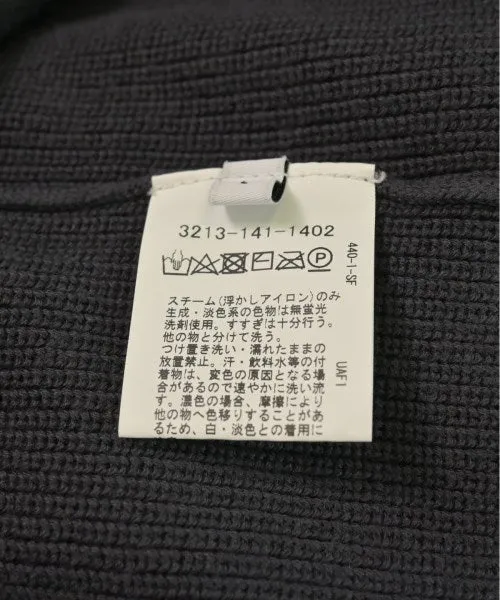 3213-141-1402
スチーム(浮かしアイロン)のみ
生成・淡色系の色物は無蛍光
洗剤使用。すすぎは十分行う。
他の物と分けて洗う。
つけ置き洗い・濡れたままの
放置禁止。汗・飲料水等の付
着物は、変色の原因となる場
合があるので速やかに洗い流
す。濃色の場合、摩擦により
他の物へ色移りすることがあ
るため、白・淡色との着用に
440-1-SF
UAF1